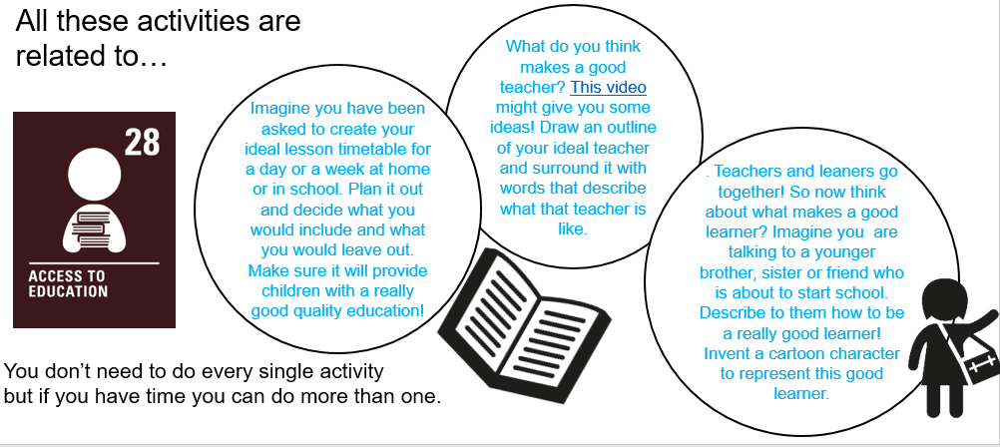 All these activities are
related to…
28
ACCESS TO
EDUCATION
Imagine you have been
asked to create your
ideal lesson timetable for
a day or a week at home
or in school. Plan it out
and decide what you
would include and what
you would leave out.
Make sure it will provide
children with a really
good quality education!
What do you think
makes a good
teacher? This video
might give you some
ideas! Draw an outline
of your ideal teacher
and surround it with
words that describe
what that teacher is
like.
. Teachers and leaners go
together! So now think
about what makes a good
learner? Imagine you  are
talking to a younger
brother, sister or friend who
is about to start school.
Describe to them how to be
a really good learner!
Invent a cartoon character
to represent this good
learner.
You don’t need to do every single activity
but if you have time you can do more than one.